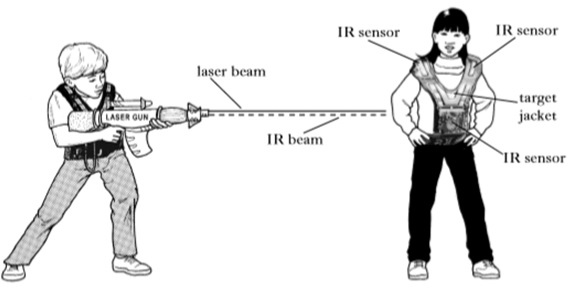 IR sensor
IR sensor
laser beam
target
jacket
LASER GUN
IR beam
IR sensor